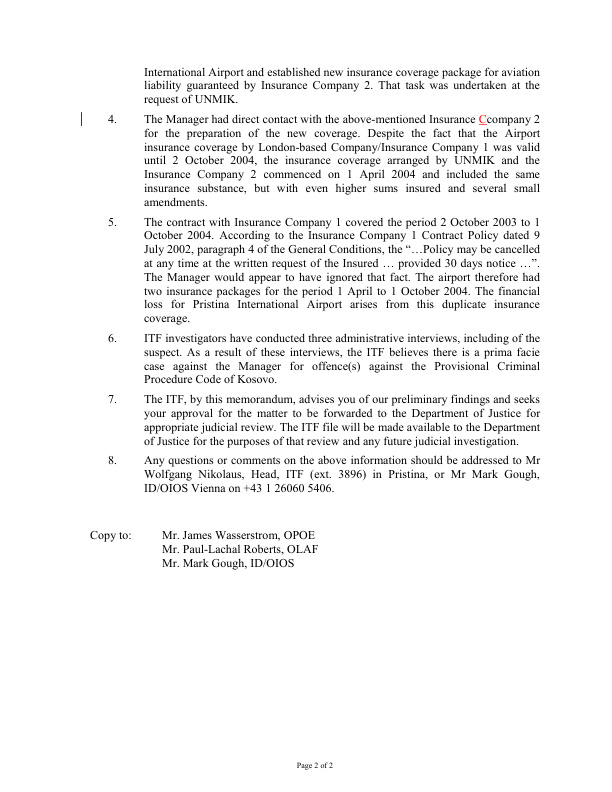 International Airport and established new insurance coverage package for aviation
liability guaranteed by Insurance Company 2. That task was undertaken at the
request of UNMIK.
4. The Manager had direct contact with the above-mentioned Insurance Ccompany 2
for the preparation of the new coverage. Despite the fact that the Airport
insurance coverage by London-based Company/Insurance Company 1 was valid
until 2 October 2004, the insurance coverage arranged by UNMIK and the
Insurance Company 2 commenced on 1 April 2004 and included the same
insurance substance, but with even higher sums insured and several small
amendments.
5. The contract with Insurance Company 1 covered the period 2 October 2003 to 1
October 2004. According to the Insurance Company 1 Contract Policy dated 9
July 2002, paragraph 4 of the General Conditions, the “…Policy may be cancelled
at any time at the written request of the Insured … provided 30 days notice …”.
The Manager would appear to have ignored that fact. The airport therefore had
two insurance packages for the period 1 April to 1 October 2004. The financial
loss for Pristina International Airport arises from this duplicate insurance
coverage.
6. ITF investigators have conducted three administrative interviews, including of the
suspect. As a result of these interviews, the ITF believes there is a prima facie
case against the Manager for offence(s) against the Provisional Criminal
Procedure Code of Kosovo.
7. The ITF, by this memorandum, advises you of our preliminary findings and seeks
your approval for the matter to be forwarded to the Department of Justice for
appropriate judicial review. The ITF file will be made available to the Department
of Justice for the purposes of that review and any future judicial investigation.
8. Any questions or comments on the above information should be addressed to Mr
Wolfgang Nikolaus, Head, ITF (ext. 3896) in Pristina, or Mr Mark Gough,
ID/OIOS Vienna on +43 1 26060 5406.
Copy to: Mr. James Wasserstrom, OPOE
Mr. Paul-Lachal Roberts, OLAF
Mr. Mark Gough, ID/OIOS
Page 2 of 2